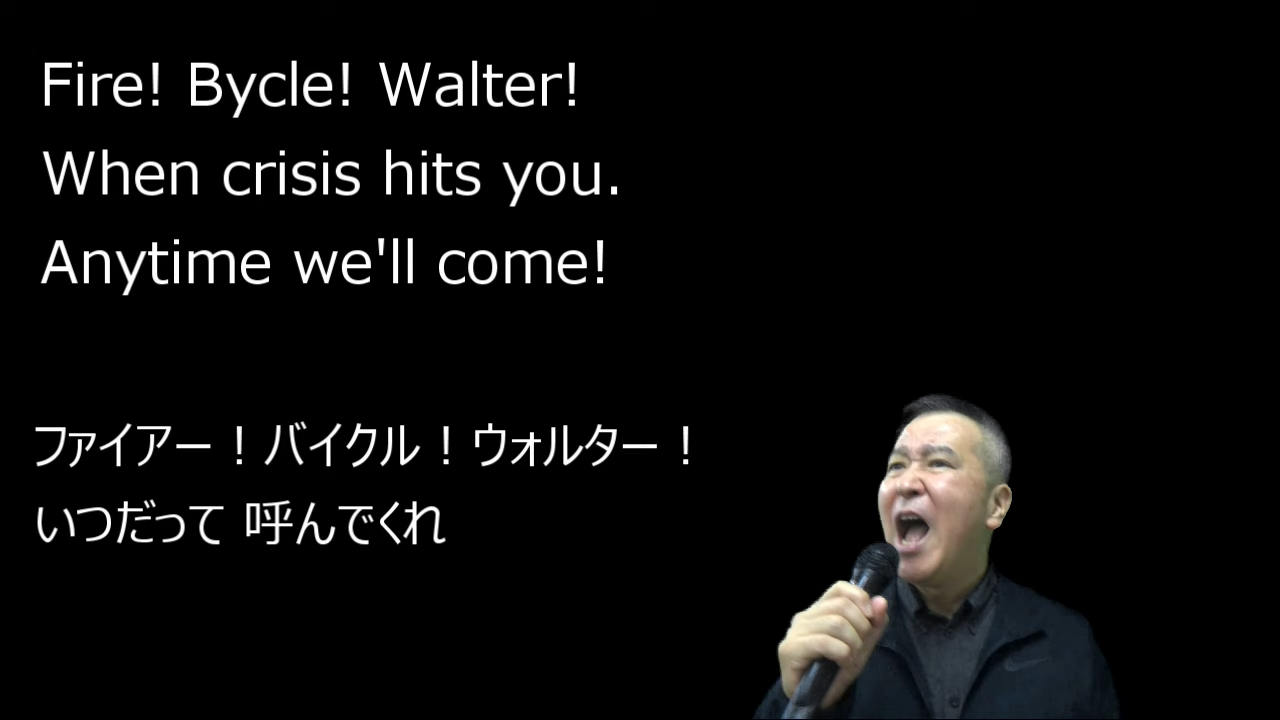 Fire! Bycle! Walter!
When crisis hits you.
Anytime we'll come!
ファイアー！バイクル！ウォルター！
いつだって 呼んでくれ